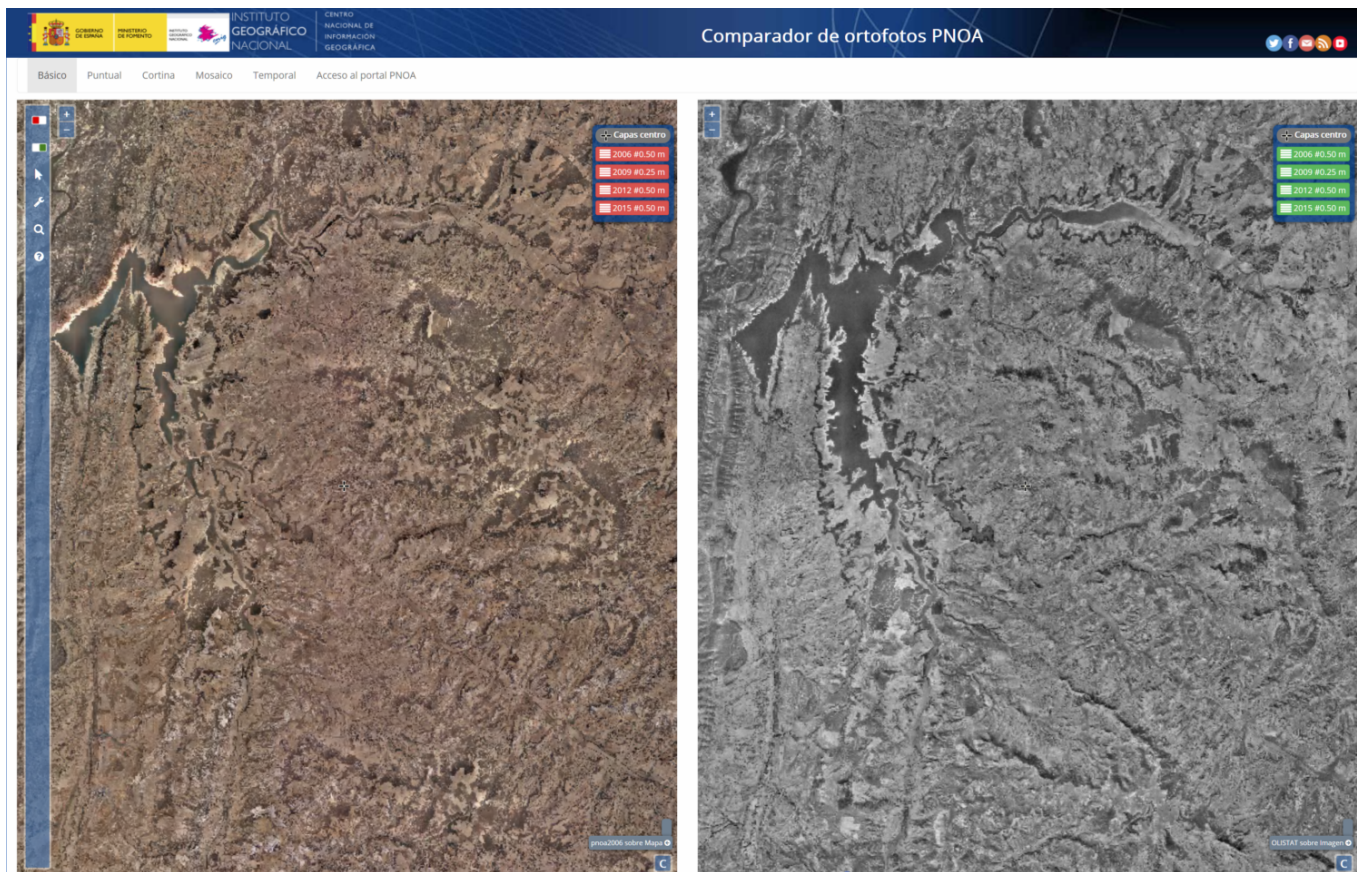 GOBIERNO
DE ESPAÑA
MINISTERIO
DE FOMENTO
INSTITUTO
GEOGRÁFICO
NACIONAL
INSTITUTO
GEOGRÁFICO
NACIONAL
CENTRO
NACIONAL DE
INFORMACIÓN
GEOGRÁFICA
Comparador de ortofotos PNOA
Básico Puntual Cortina Mosaico Temporal Acceso al portal PNOA
+
−
Capas centro
2006 #0.50 m
2009 #0.25 m
2012 #0.50 m
2015 #0.50 m
pnoa2006 sobre Mapa
C
+
−
Capas centro
2006 #0.50 m
2009 #0.25 m
2012 #0.50 m
2015 #0.50 m
OLISTAT sobre Imagen
C